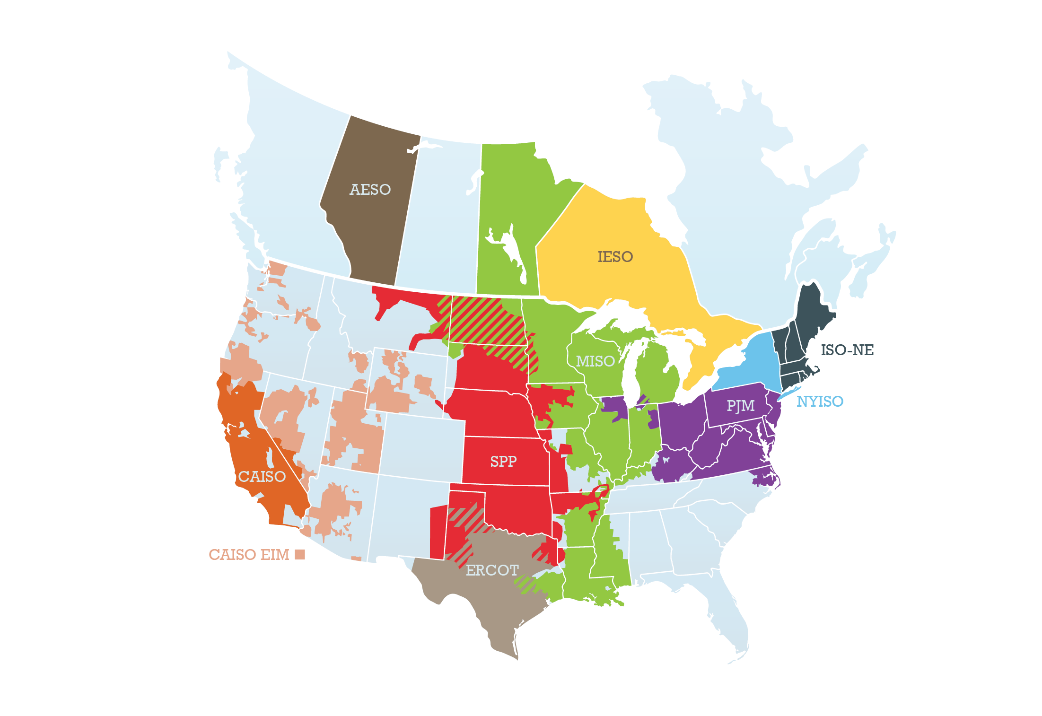 AESO
IESO
MISO
ISO-NE
NYISO
PJM
SPP
CAISO
CAISO EIM
ERCOT